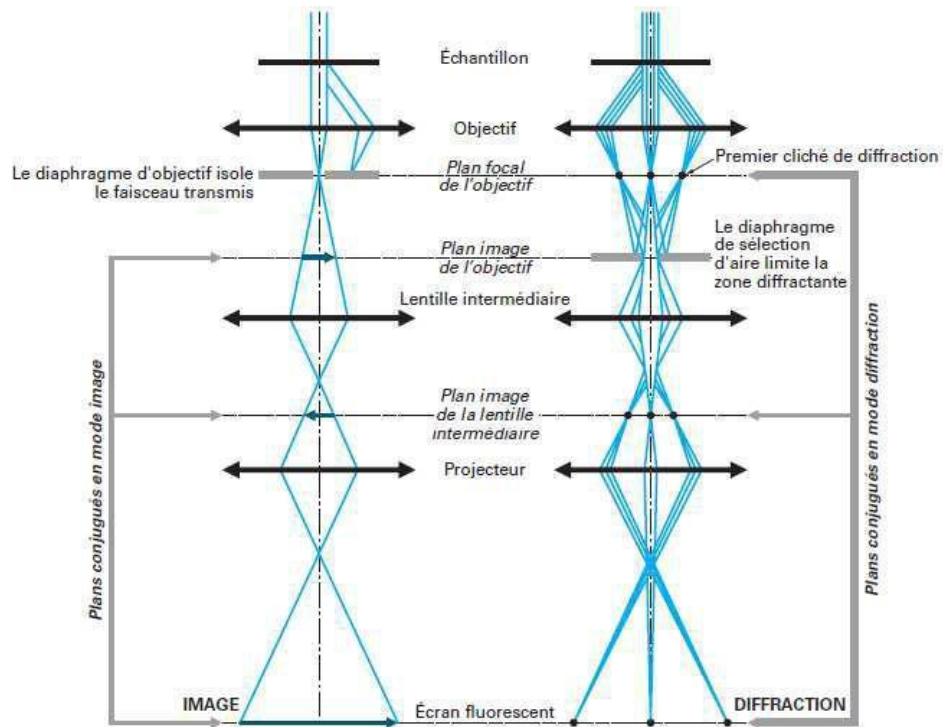 Échantillon
Objectif
Le diaphragme d'objectif isole
le faisceau transmis
Plan focal
de l'objectif
Premier cliché de diffraction
Plan image
de l'objectif
Le diaphragme
de sélection
d'aire limite la
zone diffractante
Lentille intermédiaire
Plan image
de la lentille
intermédiaire
Projecteur
Plans conjugués en mode image
Plans conjugués en mode diffraction
IMAGE
Écran fluorescent
DIFFRACTION